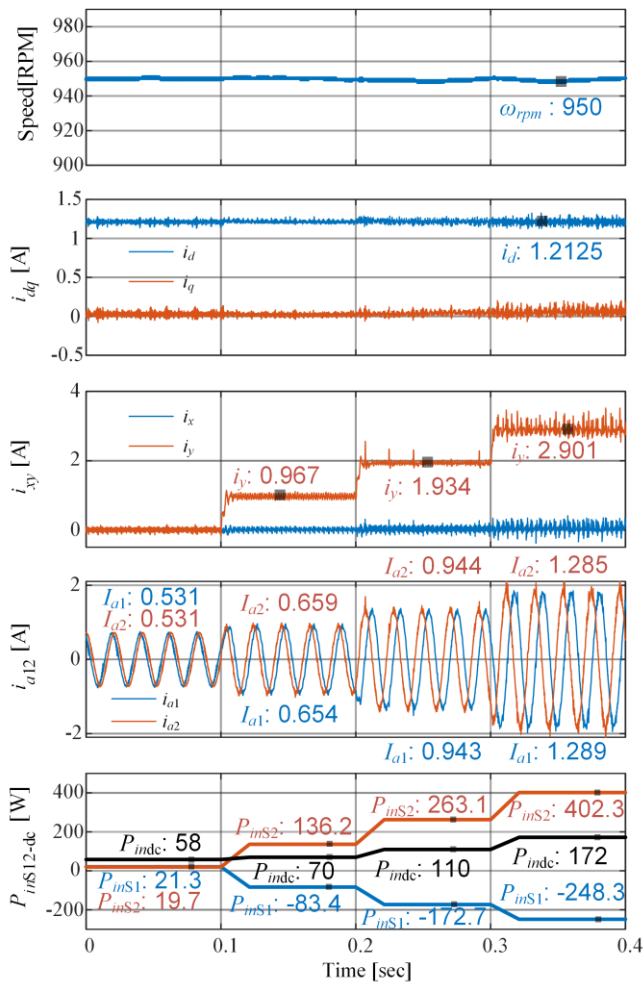 980
960
940
920
900
Speed[RPM]
ω_rpm : 950
1.5
1
0.5
0
-0.5
i_dq [A]
i_d
i_q
i_d: 1.2125
4
2
0
i_xy [A]
i_x
i_y
i_y: 0.967
i_y: 1.934
i_y: 2.901
I_a2: 0.944
I_a2: 1.285
2
0
-2
i_a12 [A]
I_a1: 0.531
I_a2: 0.531
I_a2: 0.659
i_a1
i_a2
I_a1: 0.654
I_a1: 0.943
I_a1: 1.289
400
200
0
-200
P_inS12-dc [W]
P_inS2: 136.2
P_inS2: 263.1
P_inS2: 402.3
P_indc: 58
P_indc: 70
P_indc: 110
P_indc: 172
P_inS1: 21.3
P_inS2: 19.7
P_inS1: -83.4
P_inS1: -172.7
P_inS1: -248.3
0
0.1
0.2
0.3
0.4
Time [sec]